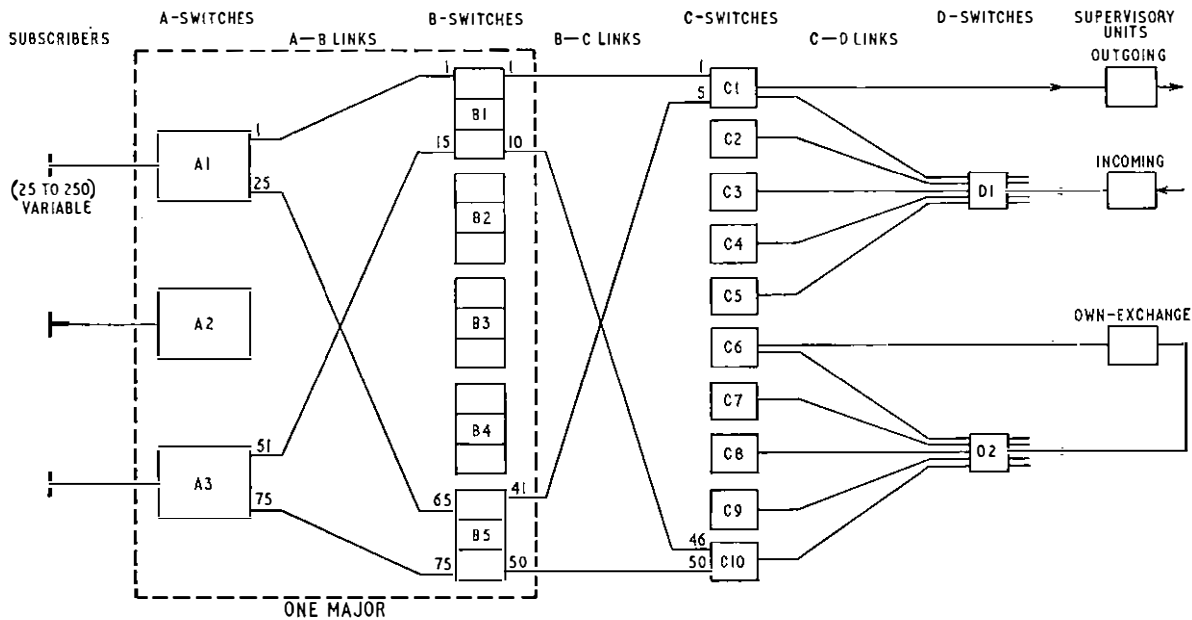 SUBSCRIBERS
A-SWITCHES
A—B LINKS
B-SWITCHES
B—C LINKS
C-SWITCHES
C—D LINKS
D-SWITCHES
SUPERVISORY
UNITS
OUTGOING
1
1
1
C1
5
B1
1
15
10
C2
A1
INCOMING
25
(25 TO 250)
VARIABLE
C3
D1
B2
C4
C5
A2
B3
OWN-EXCHANGE
C6
C7
B4
51
C8
D2
A3
75
65
41
C9
B5
46
75
50
50
C10
ONE MAJOR